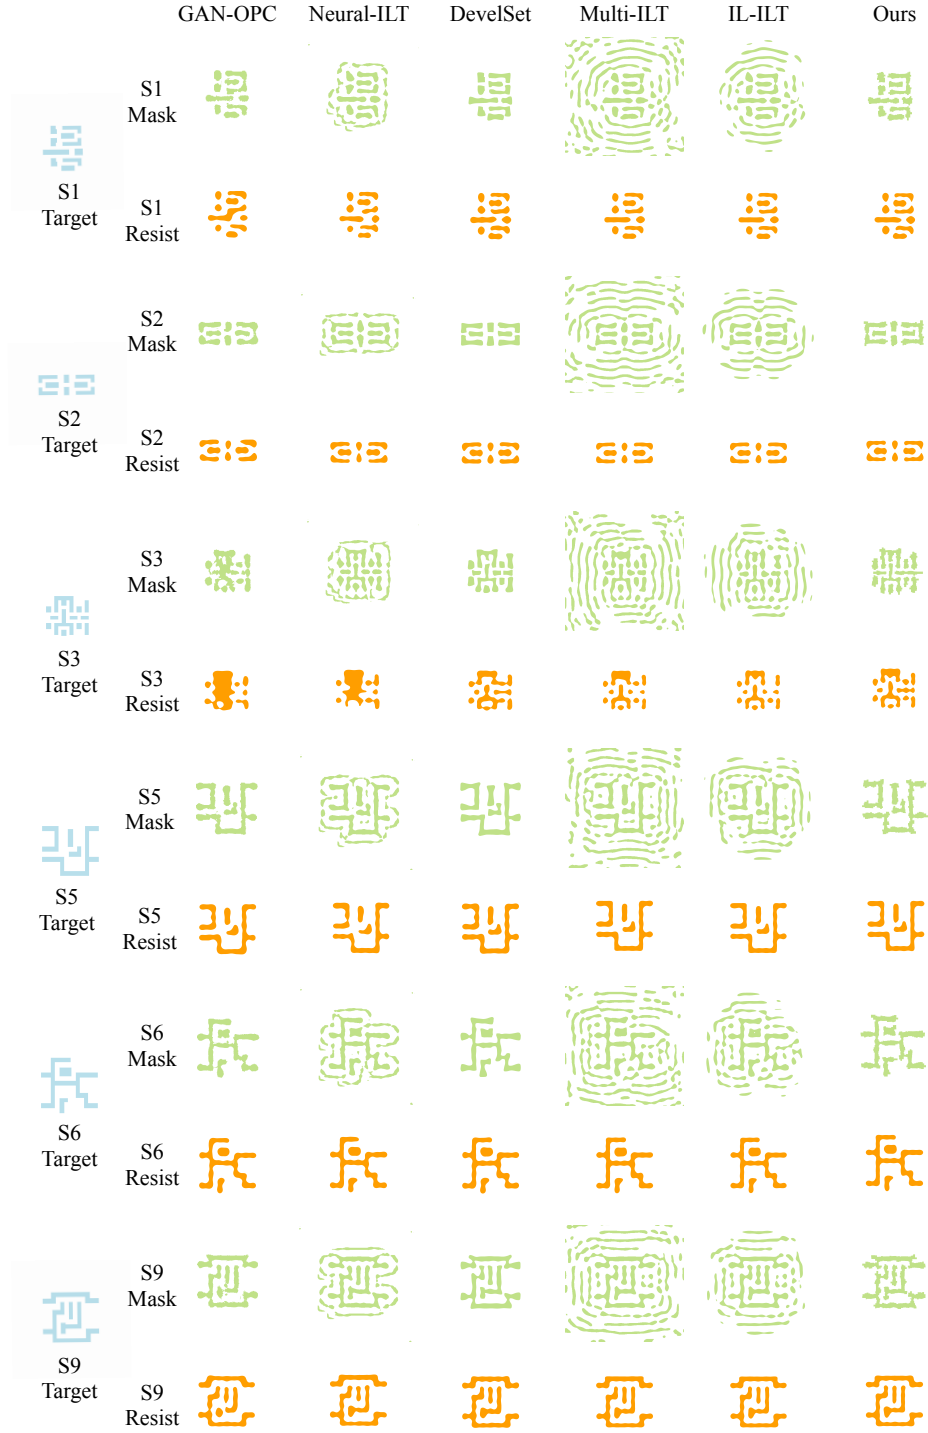 GAN-OPC Neural-ILT DevelSet Multi-ILT IL-ILT Ours
S1
Mask
S1
Target
S1
Resist
S2
Mask
S2
Target
S2
Resist
S3
Mask
S3
Target
S3
Resist
S5
Mask
S5
Target
S5
Resist
S6
Mask
S6
Target
S6
Resist
S9
Mask
S9
Target
S9
Resist